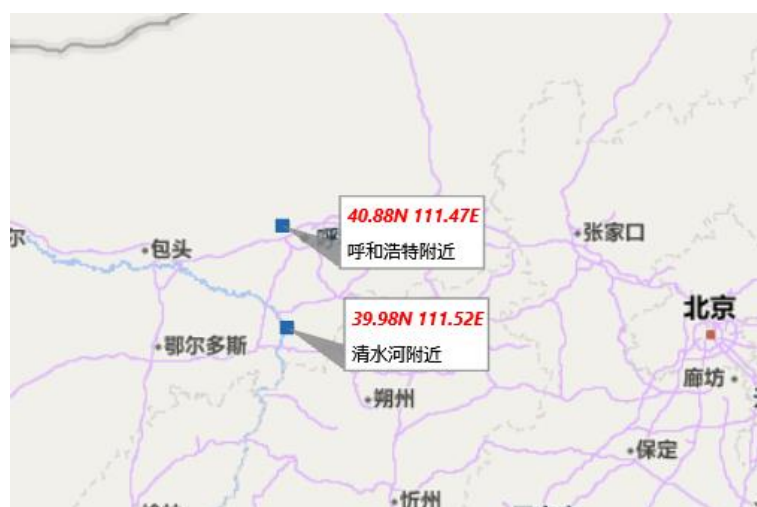 40.88N 111.47E
呼和浩特附近
39.98N 111.52E
清水河附近
尔
包头
呼
张家口
北京
鄂尔多斯
廊坊
朔州
保定
忻州